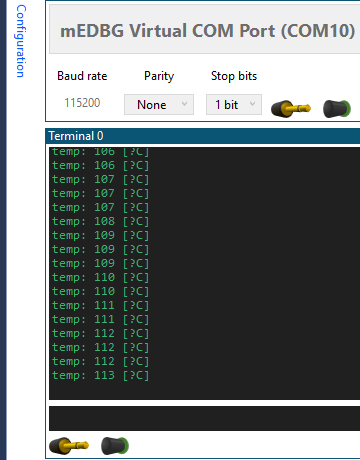 Configuration
mEDBG Virtual COM Port (COM10)
Baud rate Parity Stop bits
115200 None 1 bit
Terminal 0
temp: 106 [?C]
temp: 106 [?C]
temp: 107 [?C]
temp: 107 [?C]
temp: 107 [?C]
temp: 108 [?C]
temp: 109 [?C]
temp: 109 [?C]
temp: 109 [?C]
temp: 110 [?C]
temp: 110 [?C]
temp: 111 [?C]
temp: 111 [?C]
temp: 112 [?C]
temp: 112 [?C]
temp: 112 [?C]
temp: 113 [?C]